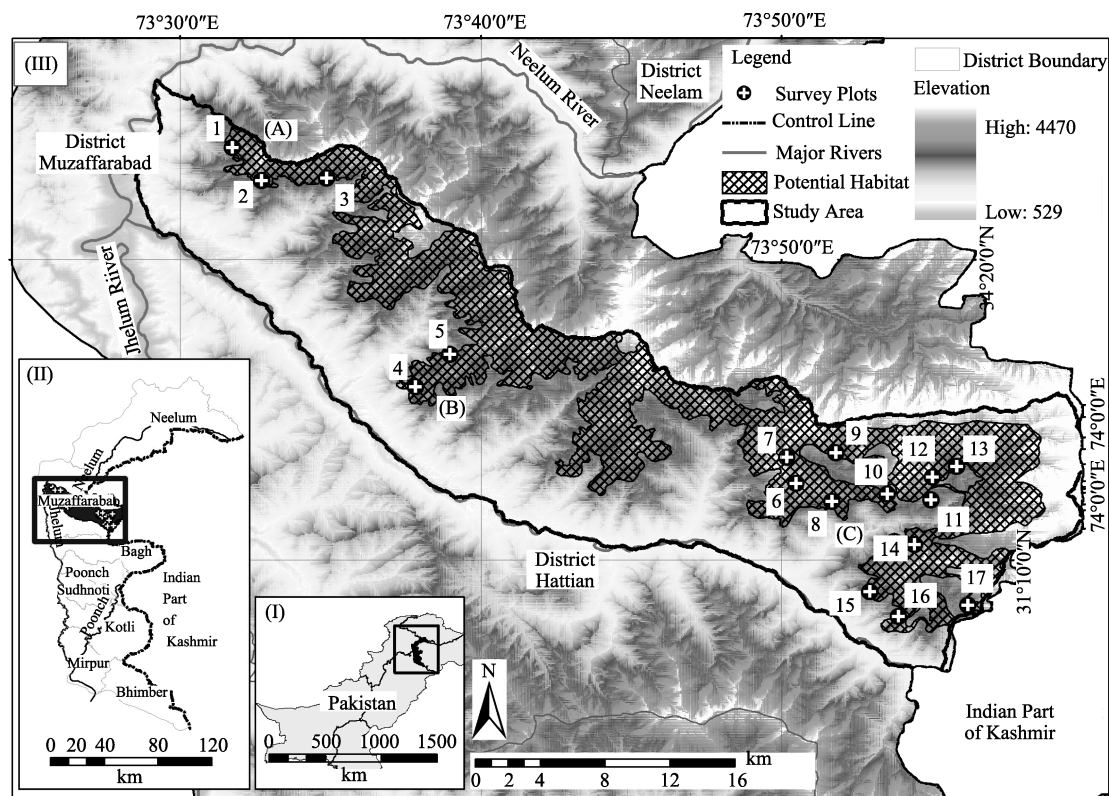 73°30′0″E
73°40′0″E
73°50′0″E
(III)
District
Muzaffarabad
Neelum River
District
Neelam
Legend
Survey Plots
Control Line
Major Rivers
Potential Habitat
Study Area
District Boundary
Elevation
High: 4470
Low: 529
73°50′0″E
34°20′0″N
1
(A)
2
3
Jhelum Riiver
5
4
(B)
74°0′0″E
7
9
12
13
10
74°0′0″E
6
8
11
(C)
14
31°10′0″N
15
16
17
District
Hattian
Indian Part
of Kashmir
(II)
Neelum
Neelum
Muzaffarabad
Jhelum
Bagh
Poonch
Sudhnoti
Poonch
Kotli
Mirpur
Bhimber
Indian
Part
of
Kashmir
0 20 40 80 120
km
(I)
Pakistan
0 500 1000 1500
km
N
0 1 2 4 8 12 16
km